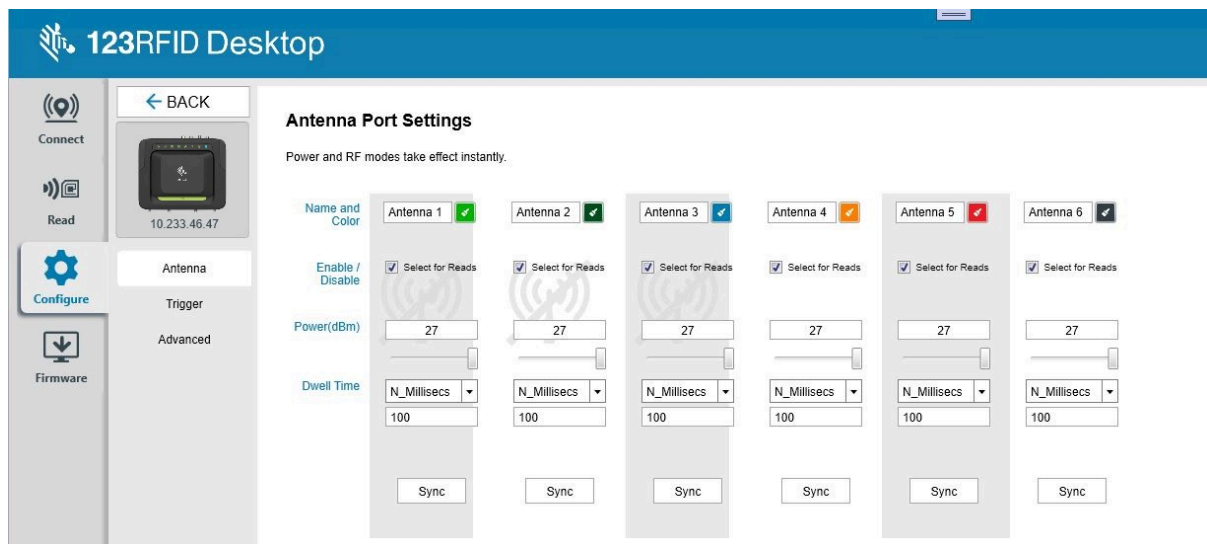 123RFID Desktop
Connect
Read
Configure
Firmware
BACK
10.233.46.47
Antenna
Trigger
Advanced
Antenna Port Settings
Power and RF modes take effect instantly.
Name and Color
Antenna 1
Antenna 2
Antenna 3
Antenna 4
Antenna 5
Antenna 6
Enable / Disable
Select for Reads
Select for Reads
Select for Reads
Select for Reads
Select for Reads
Select for Reads
Power(dBm)
27
27
27
27
27
27
Dwell Time
N_Millisecs
N_Millisecs
N_Millisecs
N_Millisecs
N_Millisecs
N_Millisecs
100
100
100
100
100
100
Sync
Sync
Sync
Sync
Sync
Sync